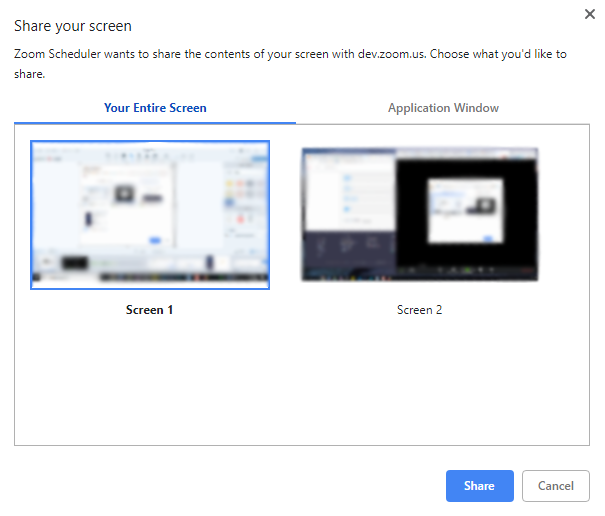 Share your screen
Zoom Scheduler wants to share the contents of your screen with dev.zoom.us. Choose what you'd like to
share.
Your Entire Screen
Application Window
Screen 1
Screen 2
Share
Cancel